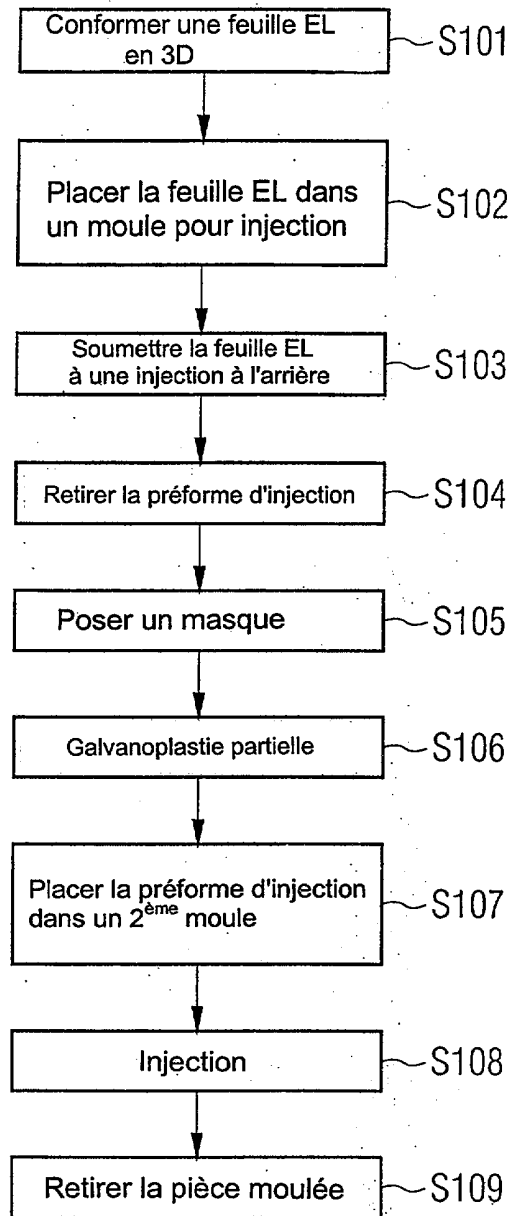 Conformer une feuille EL
en 3D
S101
Placer la feuille EL dans
un moule pour injection
S102
Soumettre la feuille EL
à une injection à l'arrière
S103
Retirer la préforme d'injection
S104
Poser un masque
S105
Galvanoplastie partielle
S106
Placer la préforme d'injection
dans un 2ème moule
S107
Injection
S108
Retirer la pièce moulée
S109